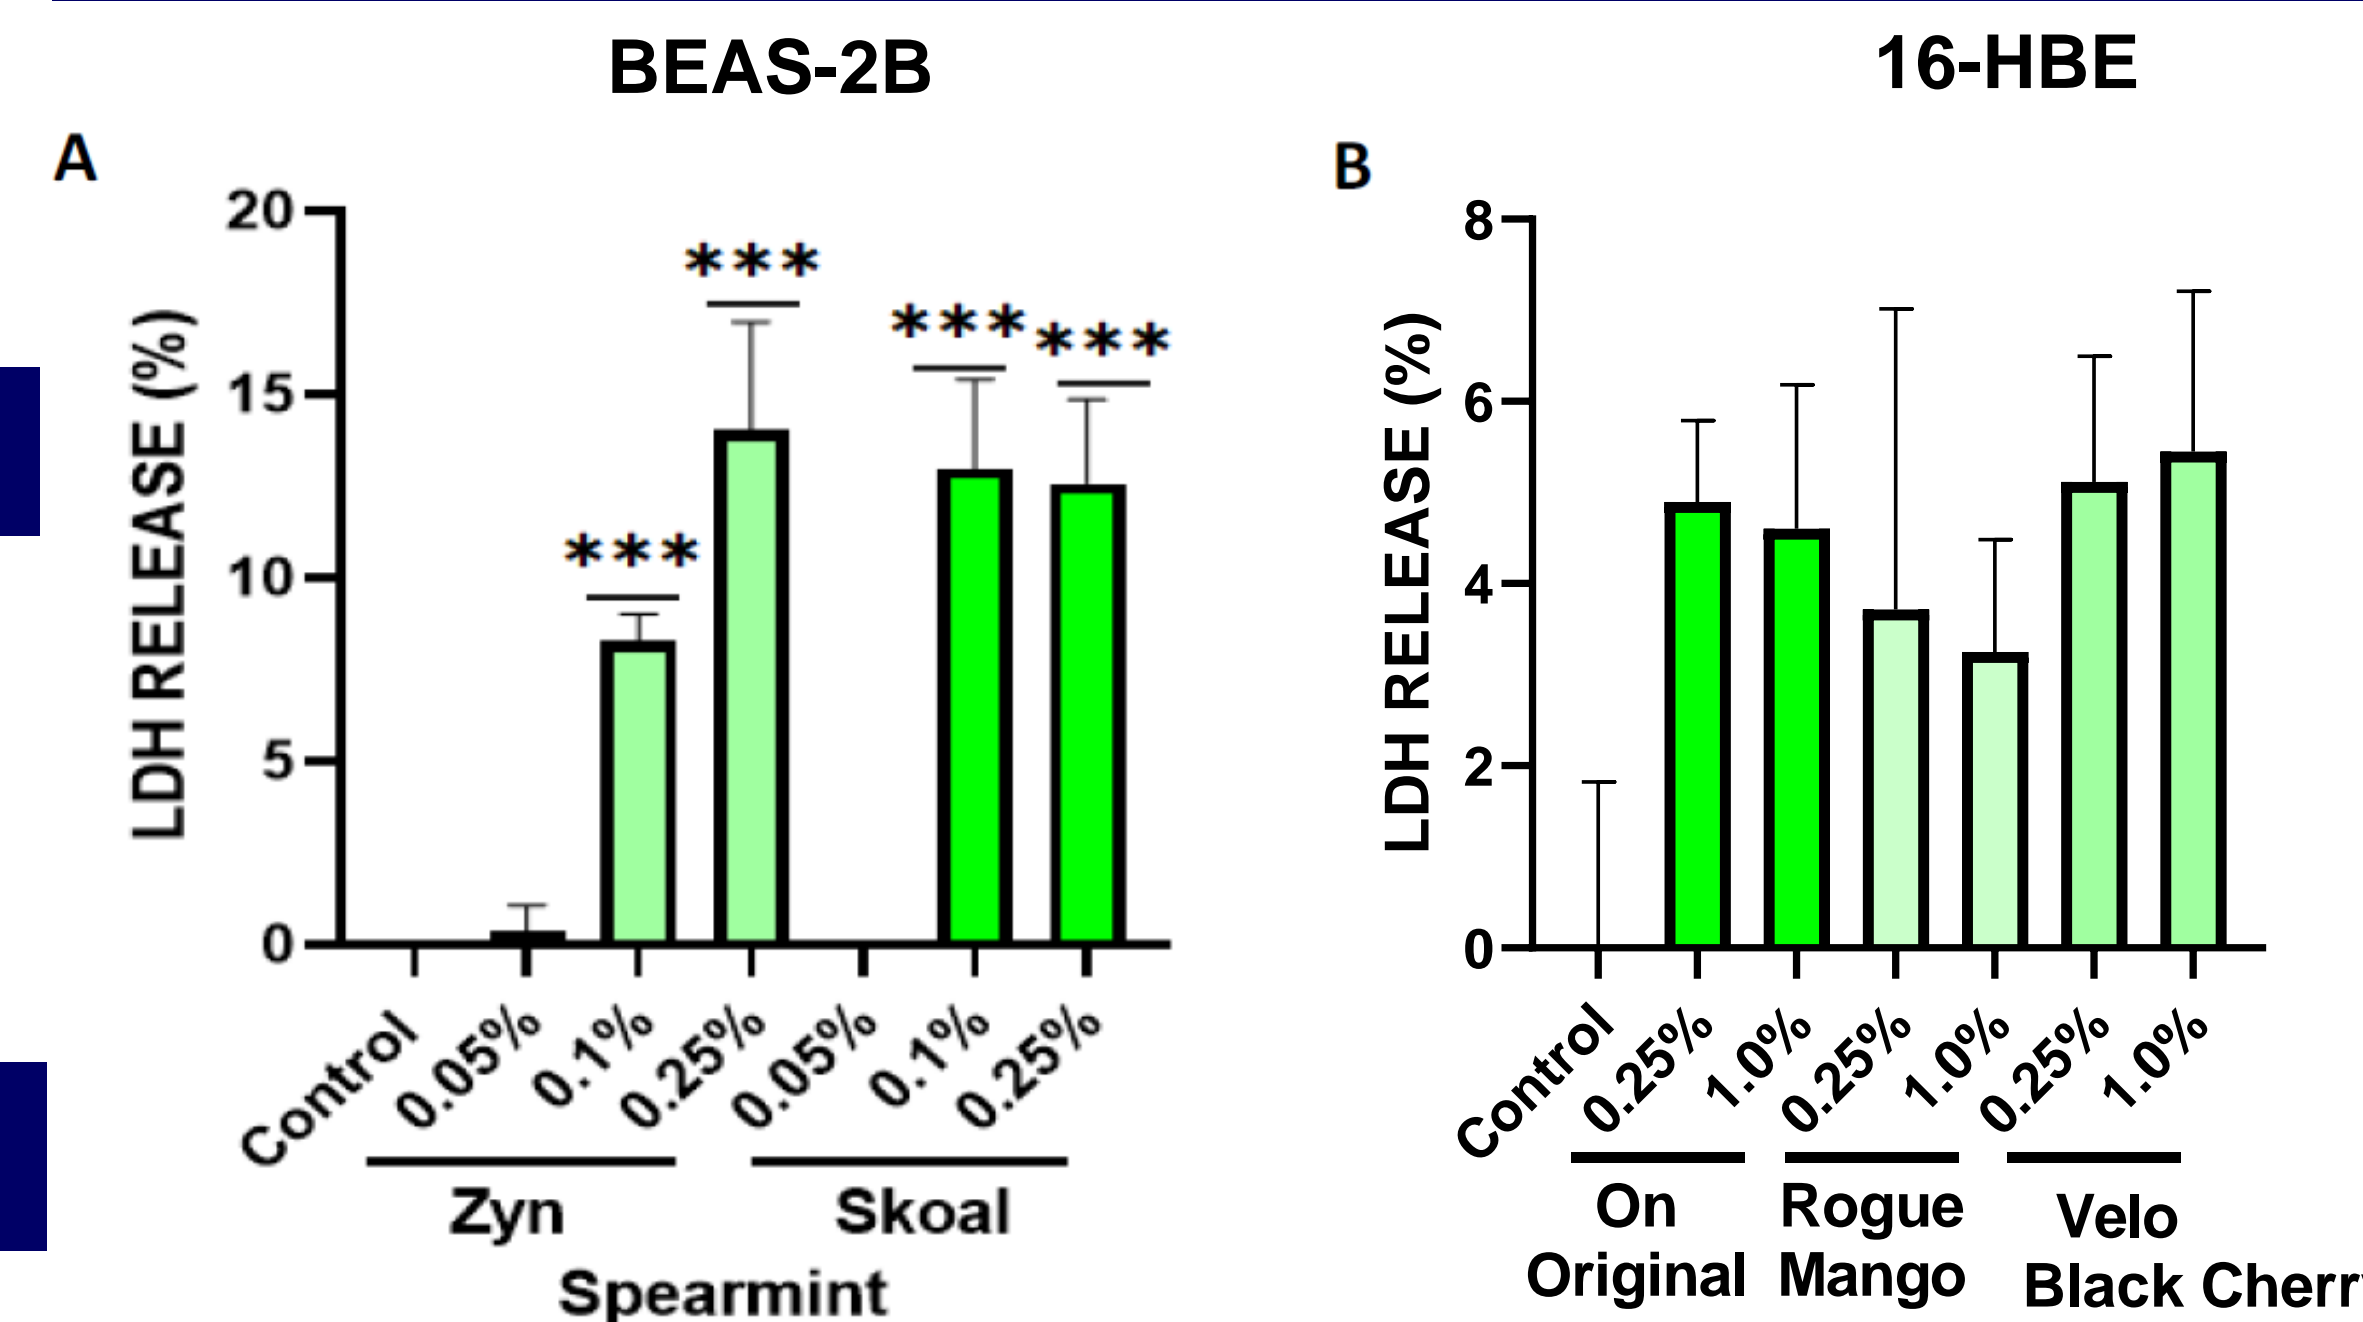 BEAS-2B
16-HBE
A
LDH RELEASE (%)
20
15
10
5
0
***
***
***
***
Control
0.05%
0.1%
0.25%
0.05%
0.1%
0.25%
Zyn
Skoal
Spearmint
B
LDH RELEASE (%)
8
6
4
2
0
Control
0.25%
1.0%
0.25%
1.0%
0.25%
1.0%
On
Original
Rogue
Mango
Velo
Black Cherr